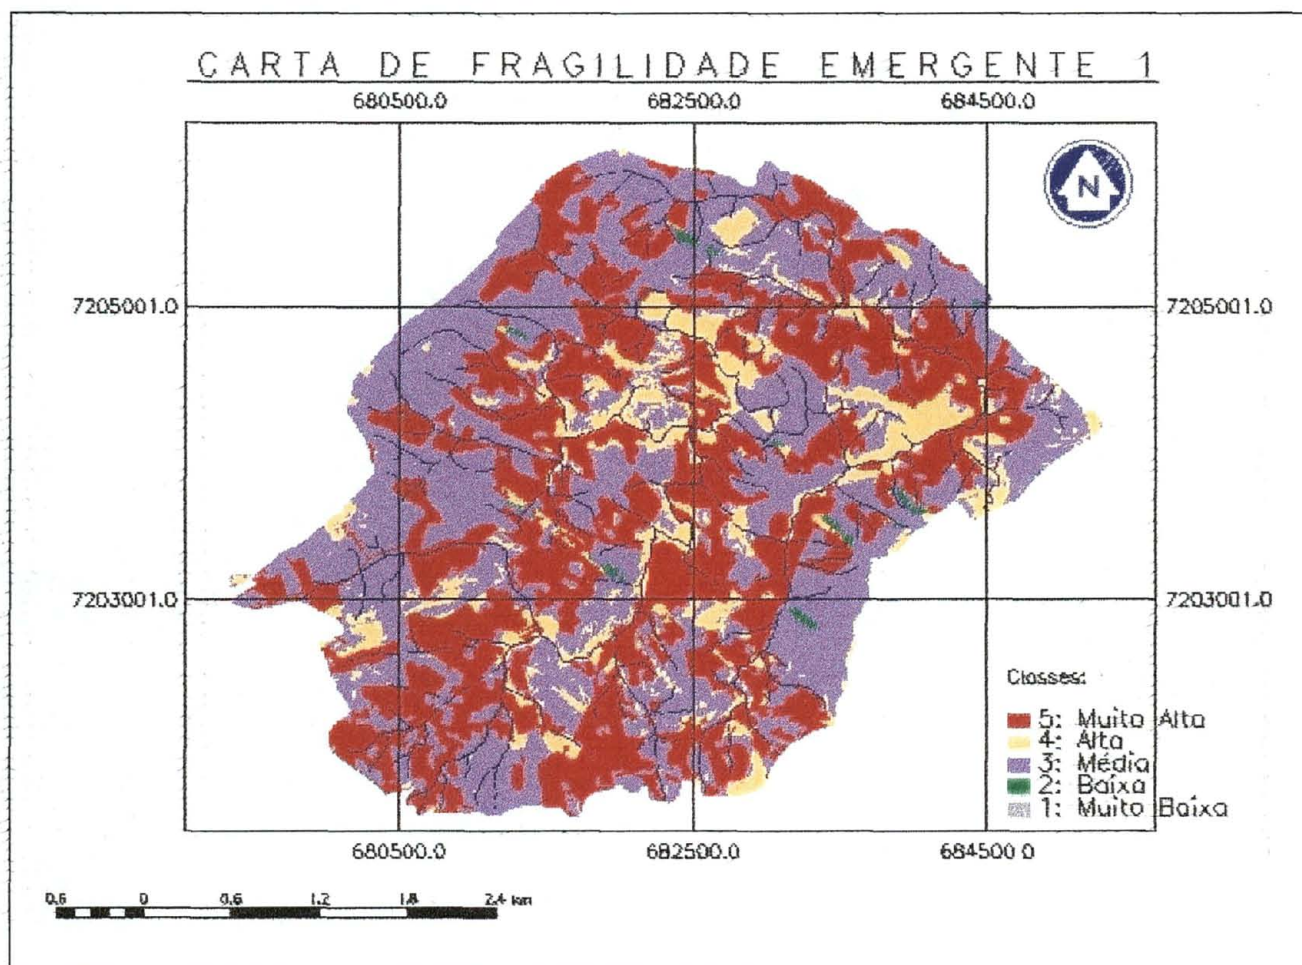 CARTA DE FRAGILIDADE EMERGENTE 1
680500.0 682500.0 684500.0
N
7205001.0 7205001.0
7203001.0 7203001.0
Classes:
5: Muito Alta
4: Alta
3: Média
2: Baixa
1: Muito Baixa
680500.0 682500.0 684500.0
0.6 0 0.6 1.2 1.8 2.4 km